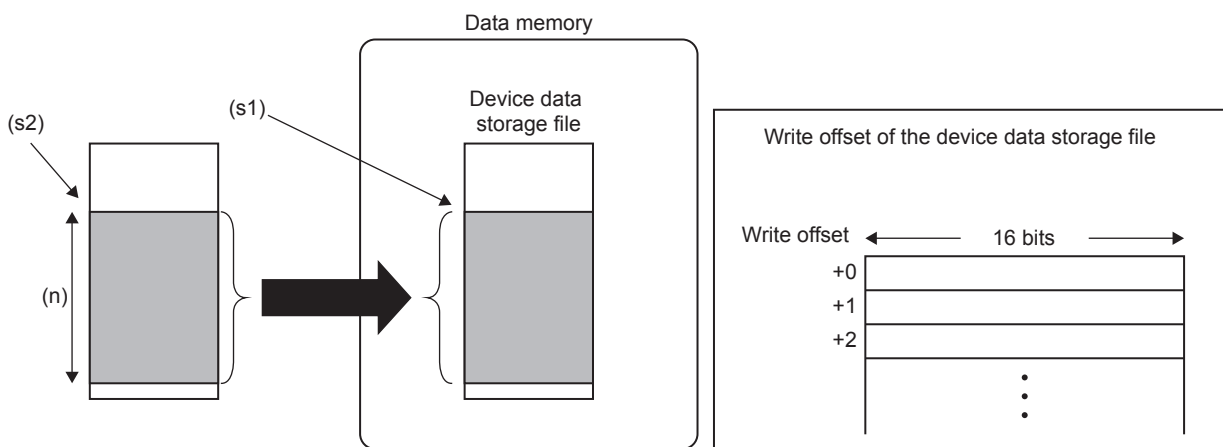 Data memory
(s2)
(s1)
Device data
storage file
(n)
Write offset of the device data storage file
Write offset
16 bits
+0
+1
+2